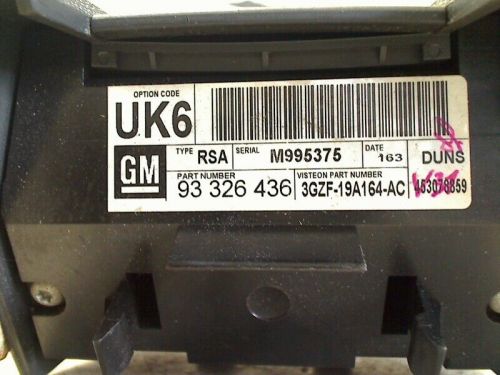 OPTION CODE
UK6
TYPE RSA SERIAL M995375 DATE 163 DUNS
GM PART NUMBER 93 326 436 VISTEON PART NUMBER 3GZF-19A164-AC 453078859